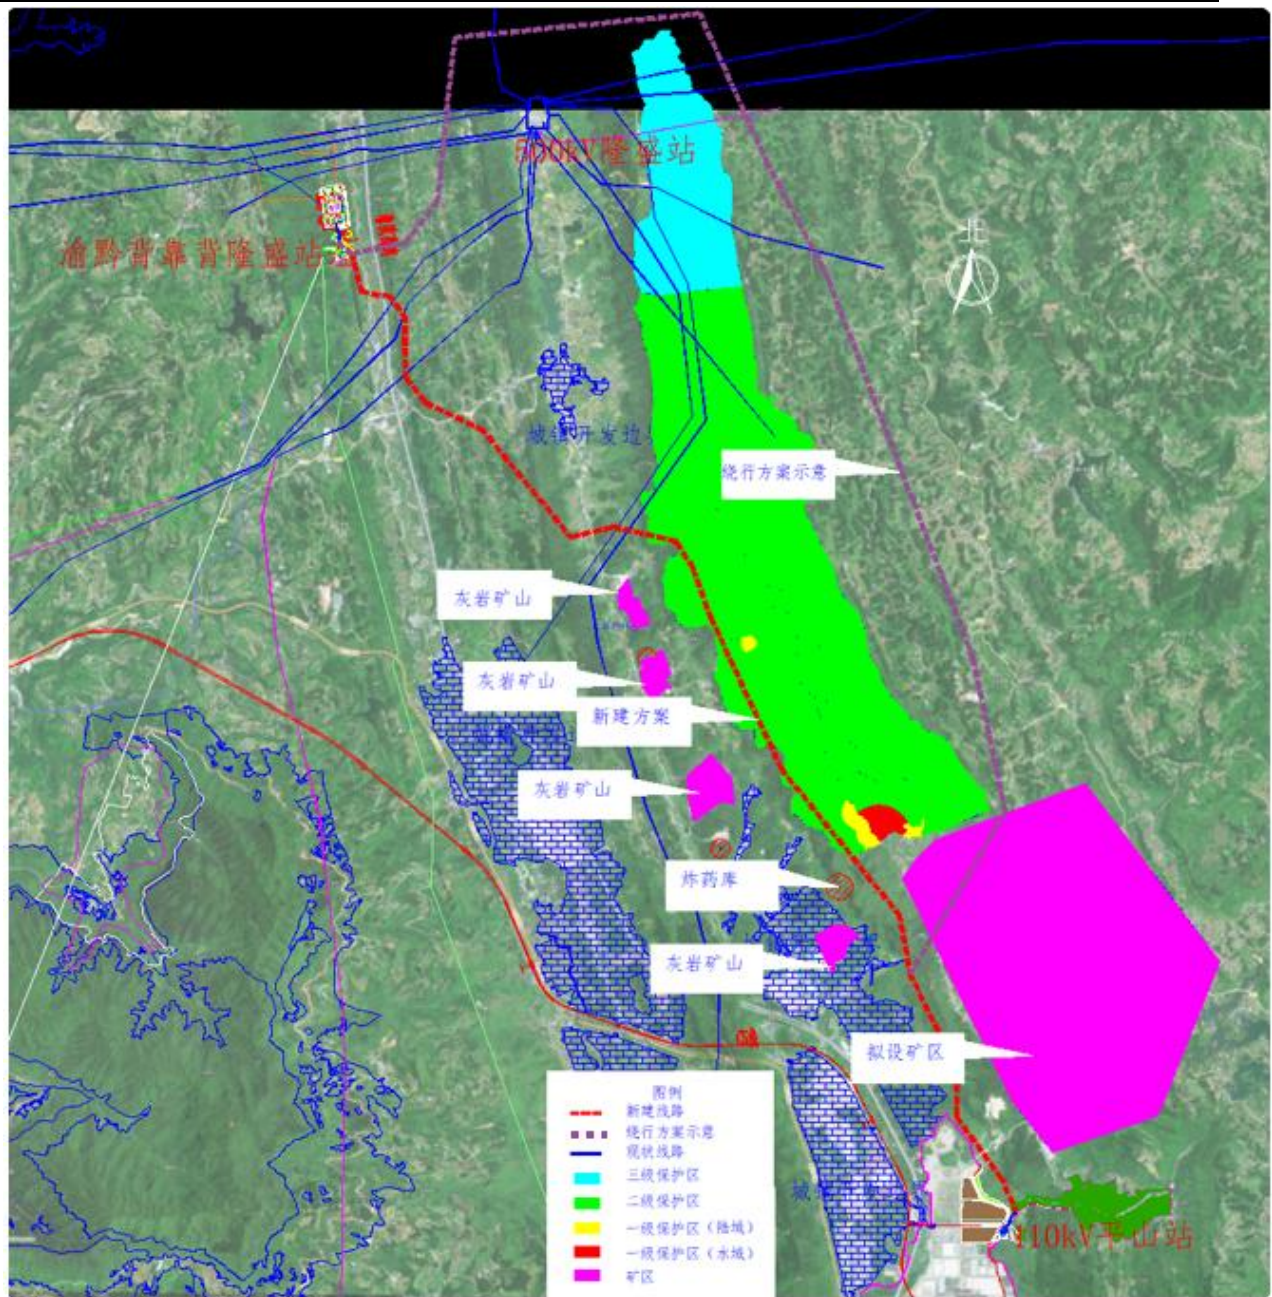 500kV隆盛站
渝黔背靠背隆盛站
北
城镇开发边
绕行方案示意
灰岩矿山
灰岩矿山
新建方案
灰岩矿山
炸药库
灰岩矿山
拟设矿区
图例
新建线路
绕行方案示意
现状线路
三级保护区
二级保护区
一级保护区（陆域）
一级保护区（水域）
矿区
城镇
110kV平山站